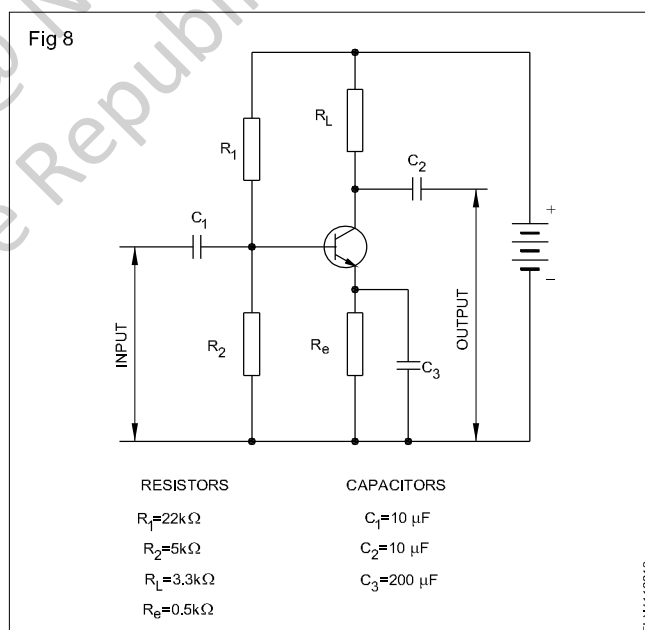 Fig 8
R1
RL
C2
+
C1
–
INPUT
R2
Re
C3
OUTPUT
RESISTORS
CAPACITORS
R1=22kΩ
C1=10 µF
R2=5kΩ
C2=10 µF
RL=3.3kΩ
C3=200 µF
Re=0.5kΩ
@ N
e Republi